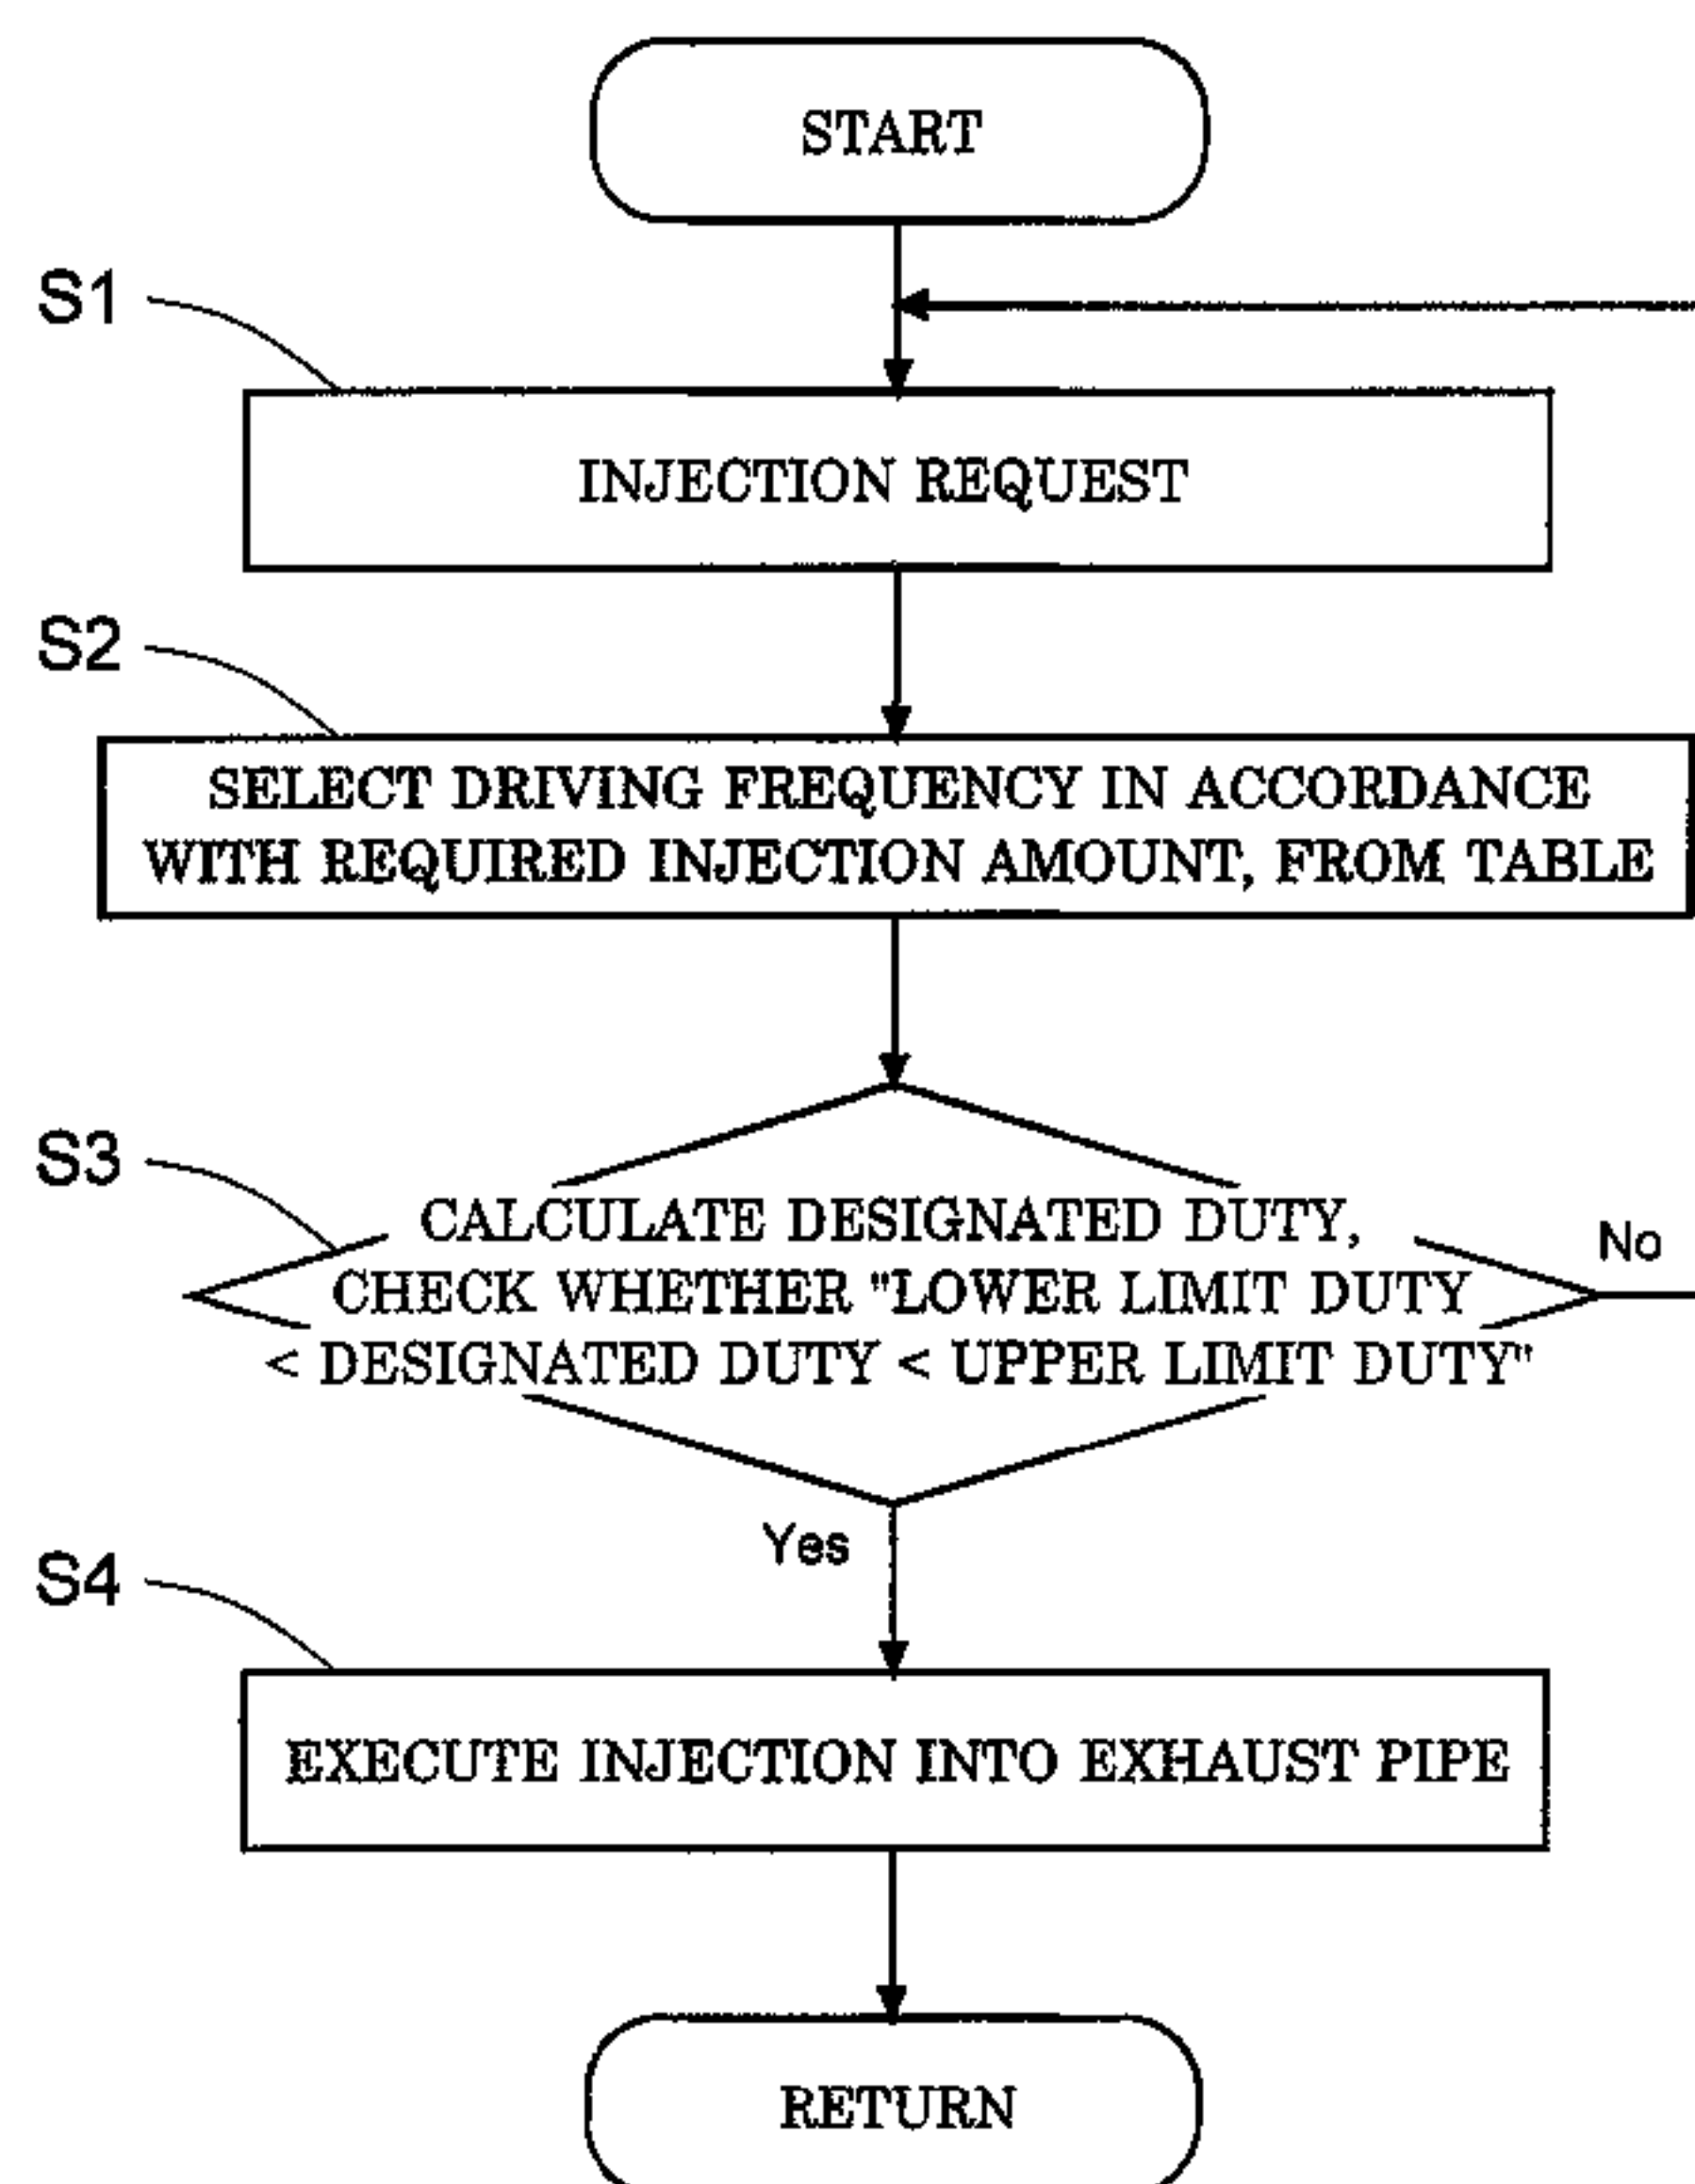 START
S1
INJECTION REQUEST
S2
SELECT DRIVING FREQUENCY IN ACCORDANCE
WITH REQUIRED INJECTION AMOUNT, FROM TABLE
S3
CALCULATE DESIGNATED DUTY,
CHECK WHETHER "LOWER LIMIT DUTY
< DESIGNATED DUTY < UPPER LIMIT DUTY"
No
Yes
S4
EXECUTE INJECTION INTO EXHAUST PIPE
RETURN